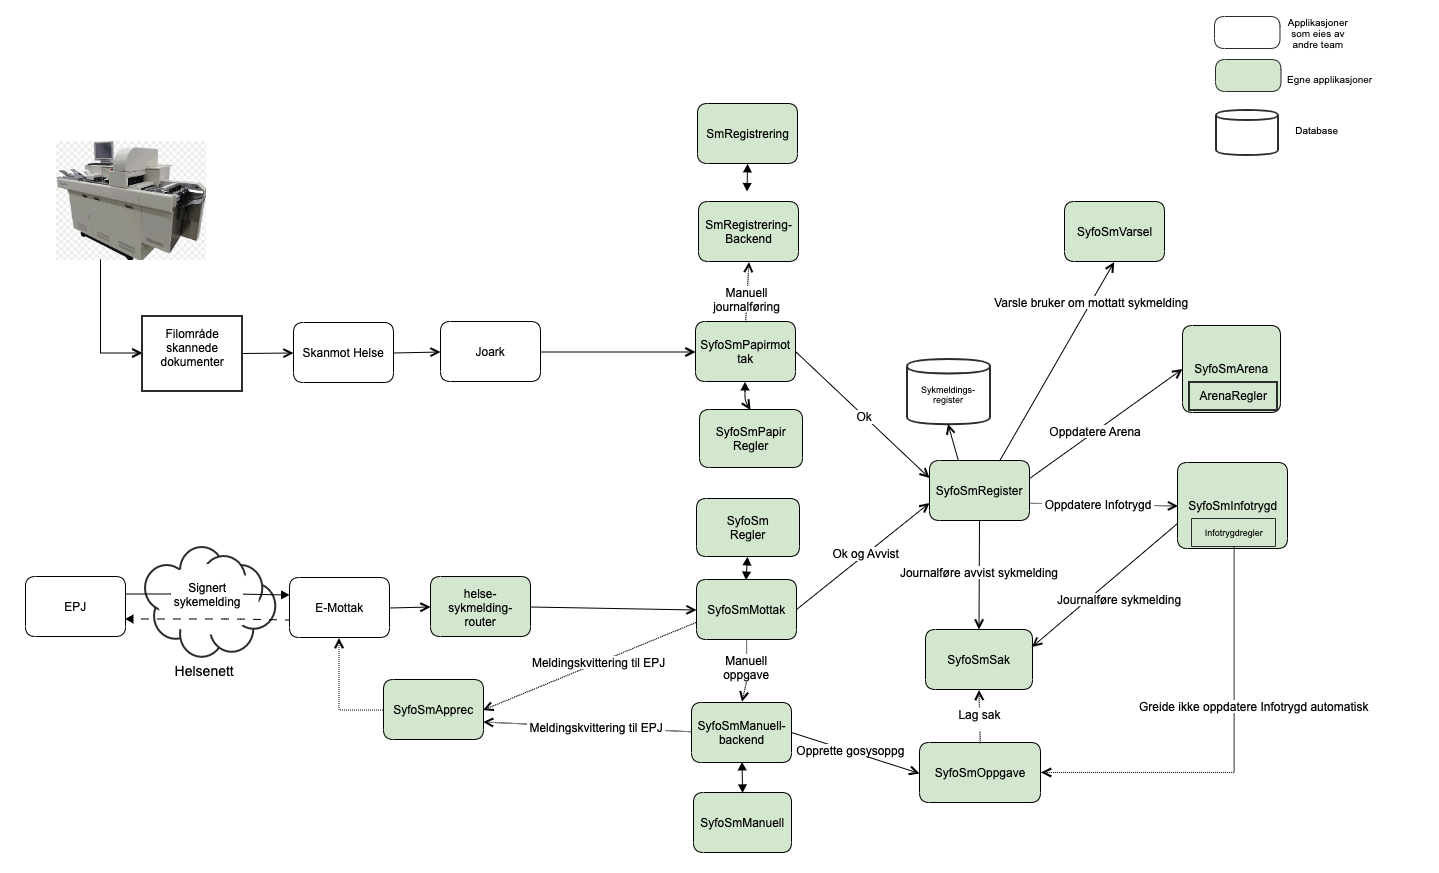 Applikasjoner
som eies av
andre team
Egne applikasjoner
Database
SmRegistrering
SmRegistrering-
Backend
Manuell
journalføring
SyfoSmVarsel
Varsle bruker om mottatt sykmelding
Filområde
skannede
dokumenter
Skanmot Helse
Joark
SyfoSmPapirmot
tak
SyfoSmPapir
Regler
Ok
Sykmeldings-
register
SyfoSmArena
ArenaRegler
Oppdatere Arena
SyfoSmRegister
Oppdatere Infotrygd
SyfoSmInfotrygd
Infotrygdregler
SyfoSm
Regler
Ok og Avvist
Journalføre avvist sykmelding
Journalføre sykmelding
EPJ
Signert
sykemelding
Helsenett
E-Mottak
helse-
sykmelding-
router
SyfoSmMottak
Meldingskvittering til EPJ
Manuell
oppgave
SyfoSmSak
SyfoSmApprec
Meldingskvittering til EPJ
SyfoSmManuell-
backend
Opprette gosysoppg
Lag sak
Greide ikke oppdatere Infotrygd automatisk
SyfoSmOppgave
SyfoSmManuell